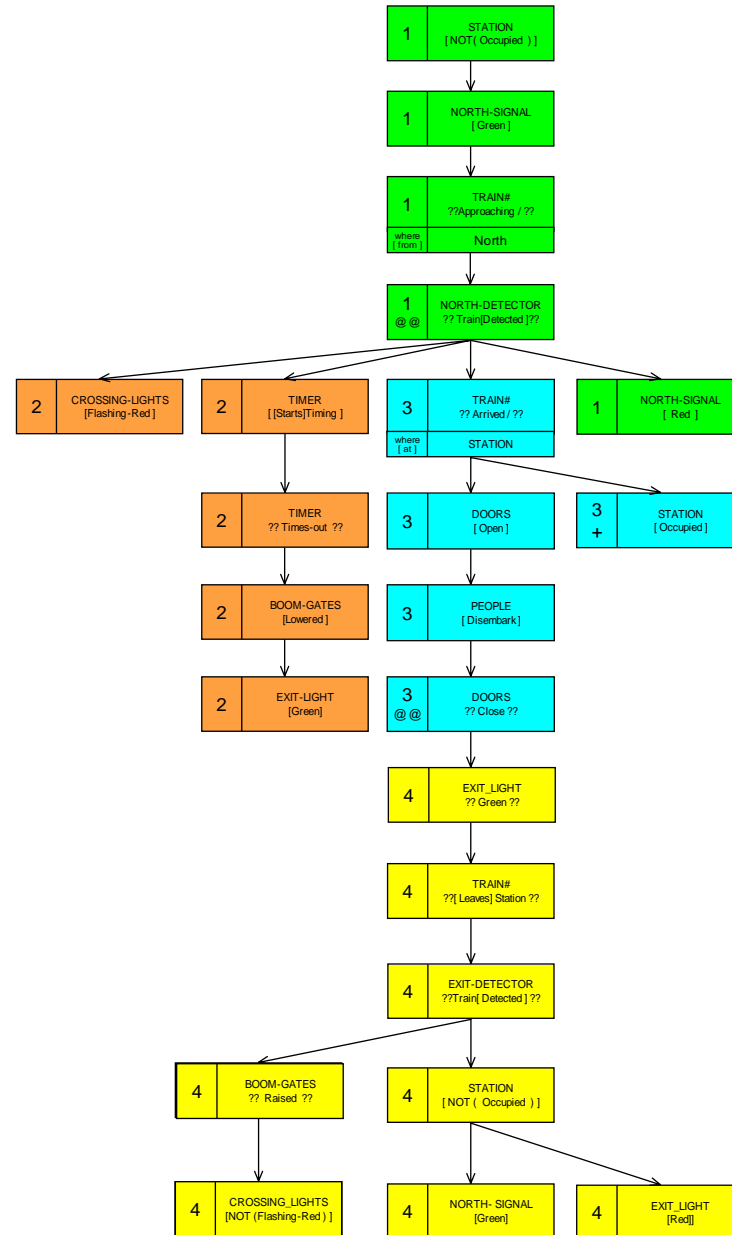 1
STATION
[ NOT( Occupied ) ]
1
NORTH-SIGNAL
[ Green ]
1
TRAIN#
??Approaching / ??
where
[ from ]
North
1
@ @
NORTH-DETECTOR
?? Train[Detected ]??
2
CROSSING-LIGHTS
[Flashing-Red ]
2
TIMER
[ [Starts]Timing ]
3
TRAIN#
?? Arrived / ??
where
[ at ]
STATION
1
NORTH-SIGNAL
[ Red ]
2
TIMER
?? Times-out ??
3
DOORS
[ Open ]
3
+
STATION
[ Occupied ]
2
BOOM-GATES
[Lowered ]
3
PEOPLE
[ Disembark ]
2
EXIT-LIGHT
[Green]
3
@ @
DOORS
?? Close ??
4
EXIT_LIGHT
?? Green ??
4
TRAIN#
??[ Leaves] Station ??
4
EXIT-DETECTOR
??Train[ Detected ] ??
4
BOOM-GATES
?? Raised ??
4
STATION
[ NOT ( Occupied ) ]
4
CROSSING_LIGHTS
[NOT (Flashing-Red ) ]
4
NORTH- SIGNAL
[Green]
4
EXIT_LIGHT
[Red]]